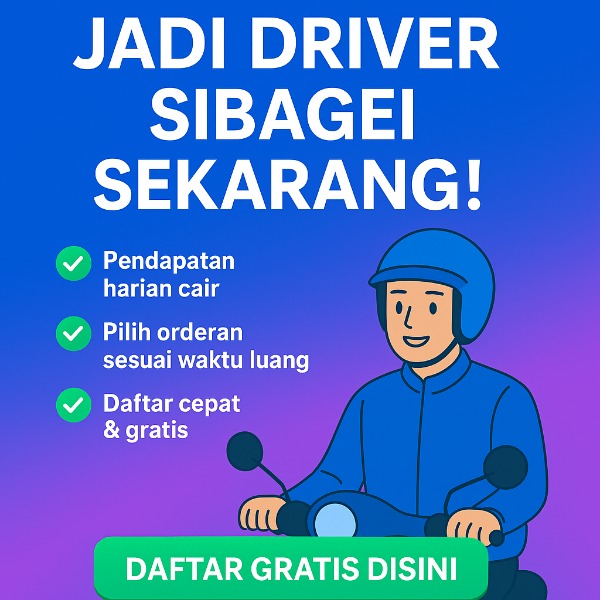 JADI DRIVER
SIBAGEI
SEKARANG!
Pendapatan
harian cair
Pilih orderan
sesuai waktu luang
Daftar cepat
& gratis
DAFTAR GRATIS DISINI